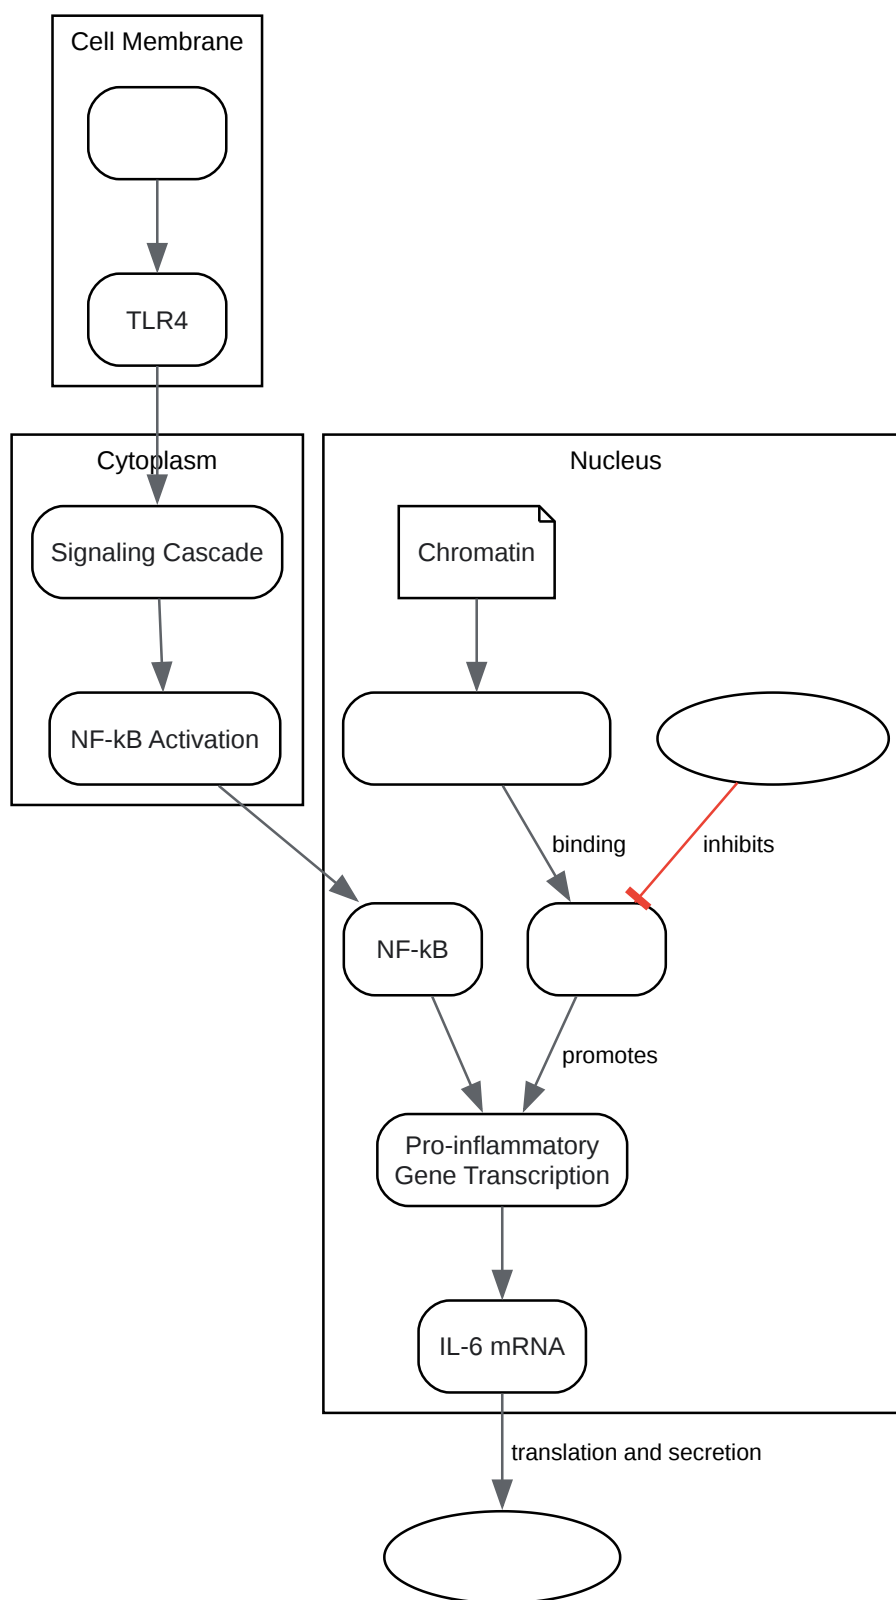 Cell Membrane
TLR4
Cytoplasm
Nucleus
Signaling Cascade
Chromatin
NF-kB Activation
binding
inhibits
NF-kB
promotes
Pro-inflammatory
Gene Transcription
IL-6 mRNA
translation and secretion